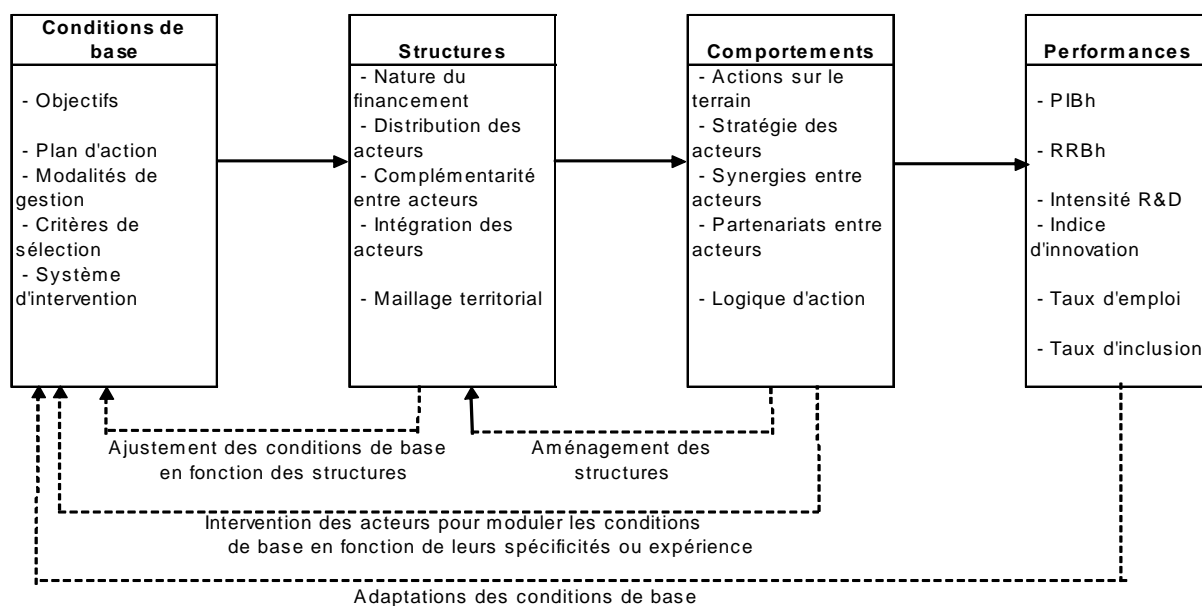 Conditions de
base
- Objectifs
- Plan d'action
- Modalités de
gestion
- Critères de
sélection
- Système
d'intervention
Structures
- Nature du
financement
- Distribution des
acteurs
- Complémentarité
entre acteurs
- Intégration des
acteurs
- Maillage territorial
Comportements
- Actions sur le
terrain
- Stratégie des
acteurs
- Synergies entre
acteurs
- Partenariats entre
acteurs
- Logique d'action
Performances
- PIBh
- RRBh
- Intensité R&D
- Indice
d'innovation
- Taux d'emploi
- Taux d'inclusion
Ajustement des conditions de base
en fonction des structures
Aménagement des
structures
Intervention des acteurs pour moduler les conditions
de base en fonction de leurs spécificités ou expérience
Adaptations des conditions de base